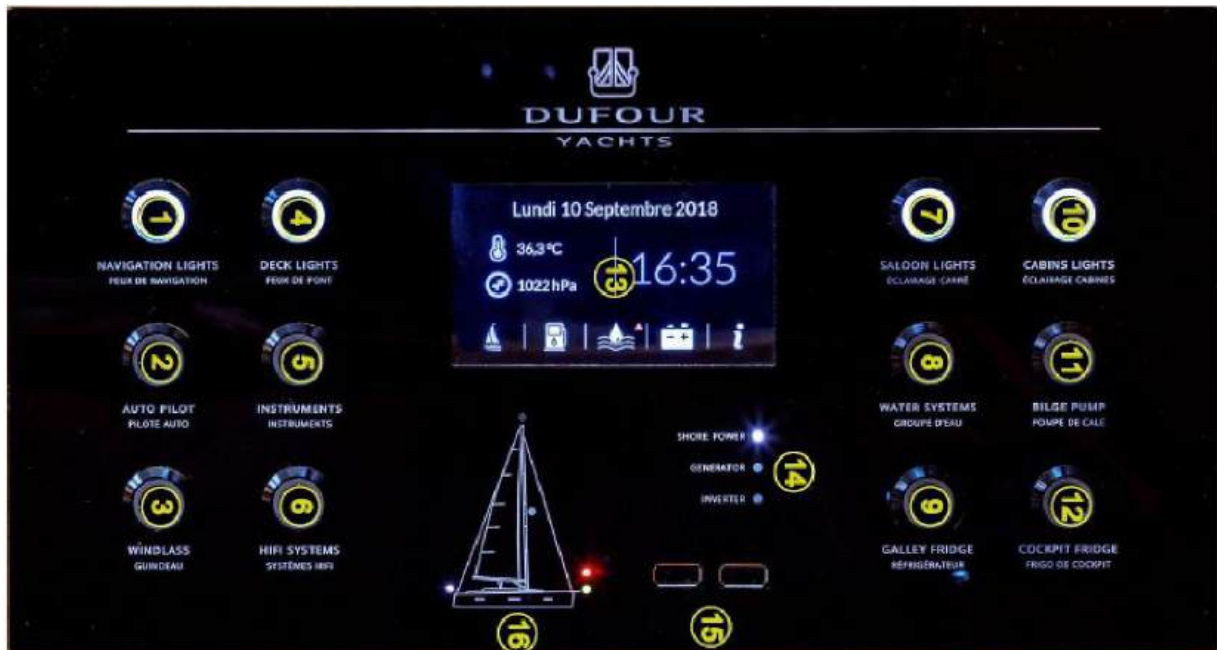 DUFOUR
YACHTS
1
NAVIGATION LIGHTS
FEUX DE NAVIGATION
4
DECK LIGHTS
FEUX DE PONT
2
AUTO PILOT
PILOTE AUTO
5
INSTRUMENTS
INSTRUMENTS
3
WINDLASS
GUINDEAU
6
HIFI SYSTEMS
SYSTÈMES HIFI
Lundi 10 Septembre 2018
36,3 °C
16:35
1022 hPa
13
i
SHORE POWER
GENERATOR
INVERTER
14
15
16
7
SALOON LIGHTS
ÉCLAIRAGE CARRÉ
10
CABINS LIGHTS
ÉCLAIRAGE CABINES
8
WATER SYSTEMS
GROUPE D'EAU
11
BILGE PUMP
POMPE DE CALE
9
GALLEY FRIDGE
RÉFRIGÉRATEUR
12
COCKPIT FRIDGE
FRIGO DE COCKPIT